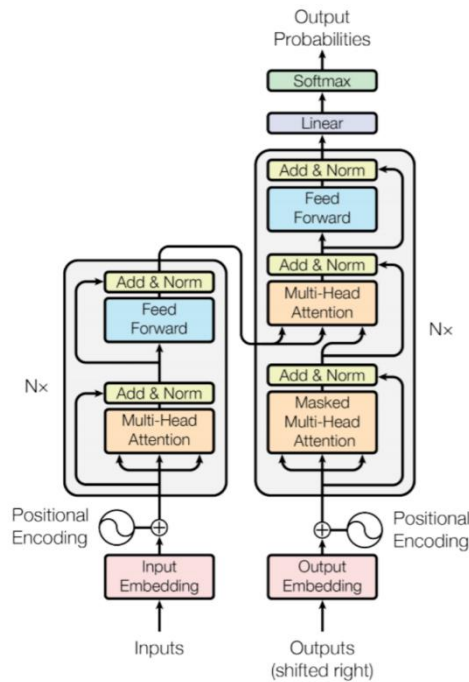 Output
Probabilities
Softmax
Linear
Add & Norm
Feed
Forward
Add & Norm
Multi-Head
Attention
Nx
Add & Norm
Masked
Multi-Head
Attention
Add & Norm
Feed
Forward
Nx
Add & Norm
Multi-Head
Attention
Positional
Encoding
Positional
Encoding
Input
Embedding
Output
Embedding
Inputs
Outputs
(shifted right)